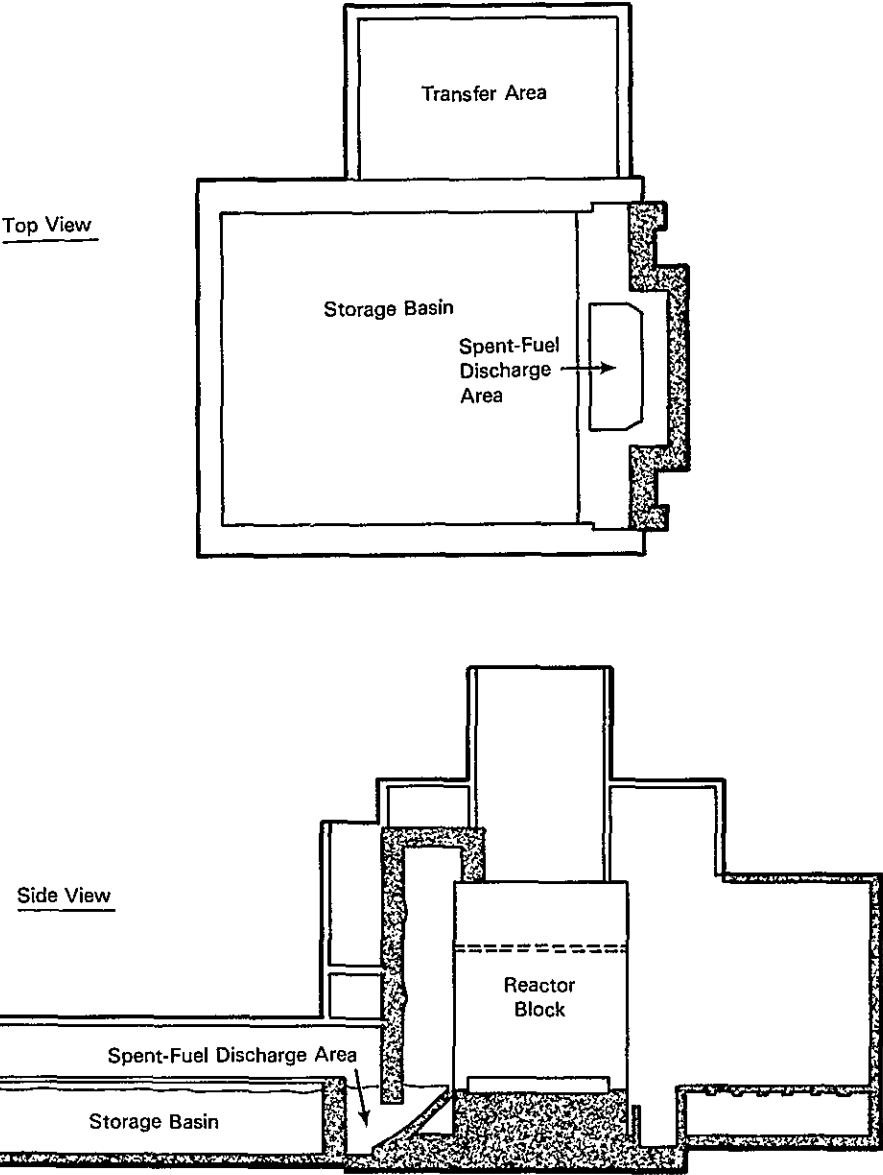 Transfer Area
Top View
Storage Basin
Spent-Fuel
Discharge
Area
Side View
Reactor
Block
Spent-Fuel Discharge Area
Storage Basin